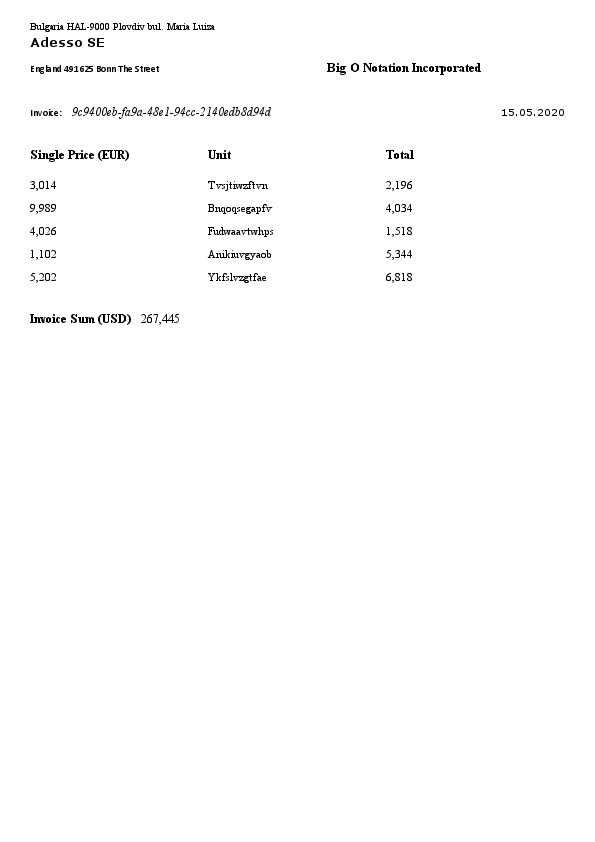 Bulgaria HAL-9000 Plovdiv bul. Maria Luiza
Adesso SE
England 491625 Bonn The Street Big O Notation Incorporated
Invoice: 9c9400eb-fa9a-48e1-94cc-2140edb8d94d 15.05.2020
Single Price (EUR) Unit Total
3,014 Tvsjtiwzftvn 2,196
9,989 Bnqoqsegapfv 4,034
4,026 Fudwaavtwhps 1,518
1,102 Anikiuvgyaob 5,344
5,202 Ykfslvzgtfae 6,818
Invoice Sum (USD) 267,445